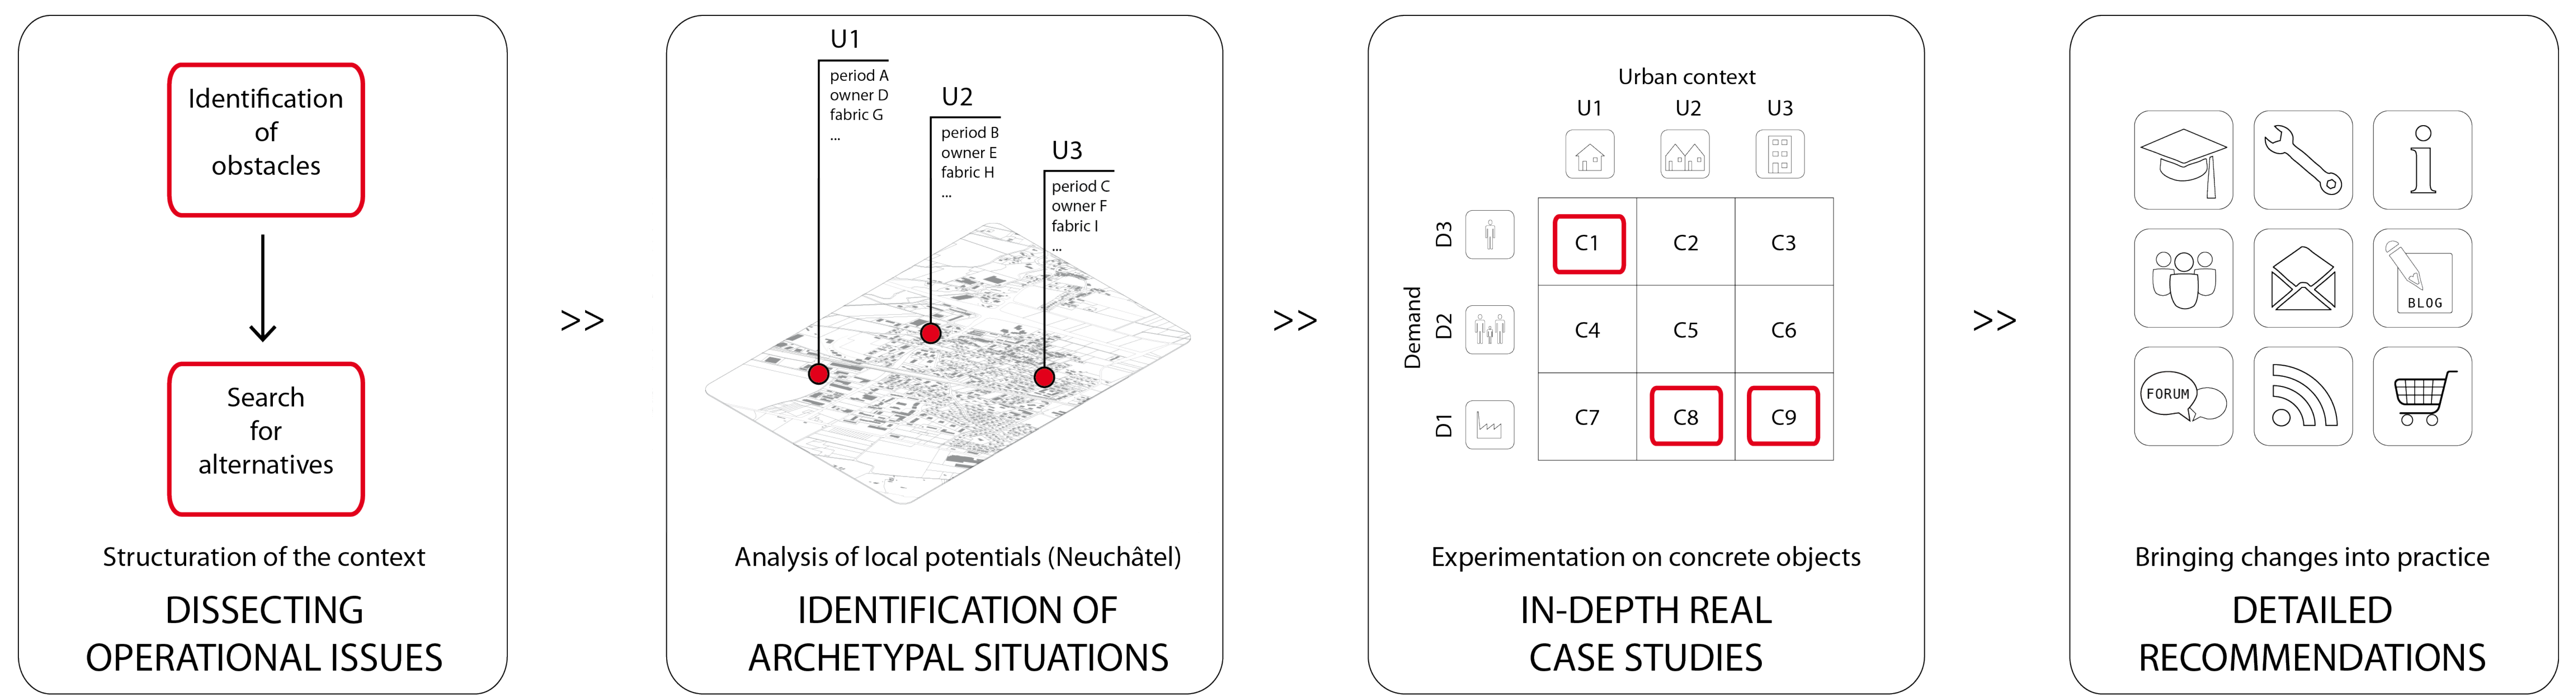 Identification
of
obstacles
Search
for
alternatives
Structuration of the context
DISSECTING
OPERATIONAL ISSUES
>>
U1
period A
owner D
fabric G
...
U2
period B
owner E
fabric H
...
U3
period C
owner F
fabric I
...
Analysis of local potentials (Neuchâtel)
IDENTIFICATION OF
ARCHETYPAL SITUATIONS
>>
Urban context
U1 U2 U3
Demand
D3
C1 C2 C3
D2
C4 C5 C6
D1
C7 C8 C9
Experimentation on concrete objects
IN-DEPTH REAL
CASE STUDIES
>>
BLOG
FORUM
Bringing changes into practice
DETAILED
RECOMMENDATIONS